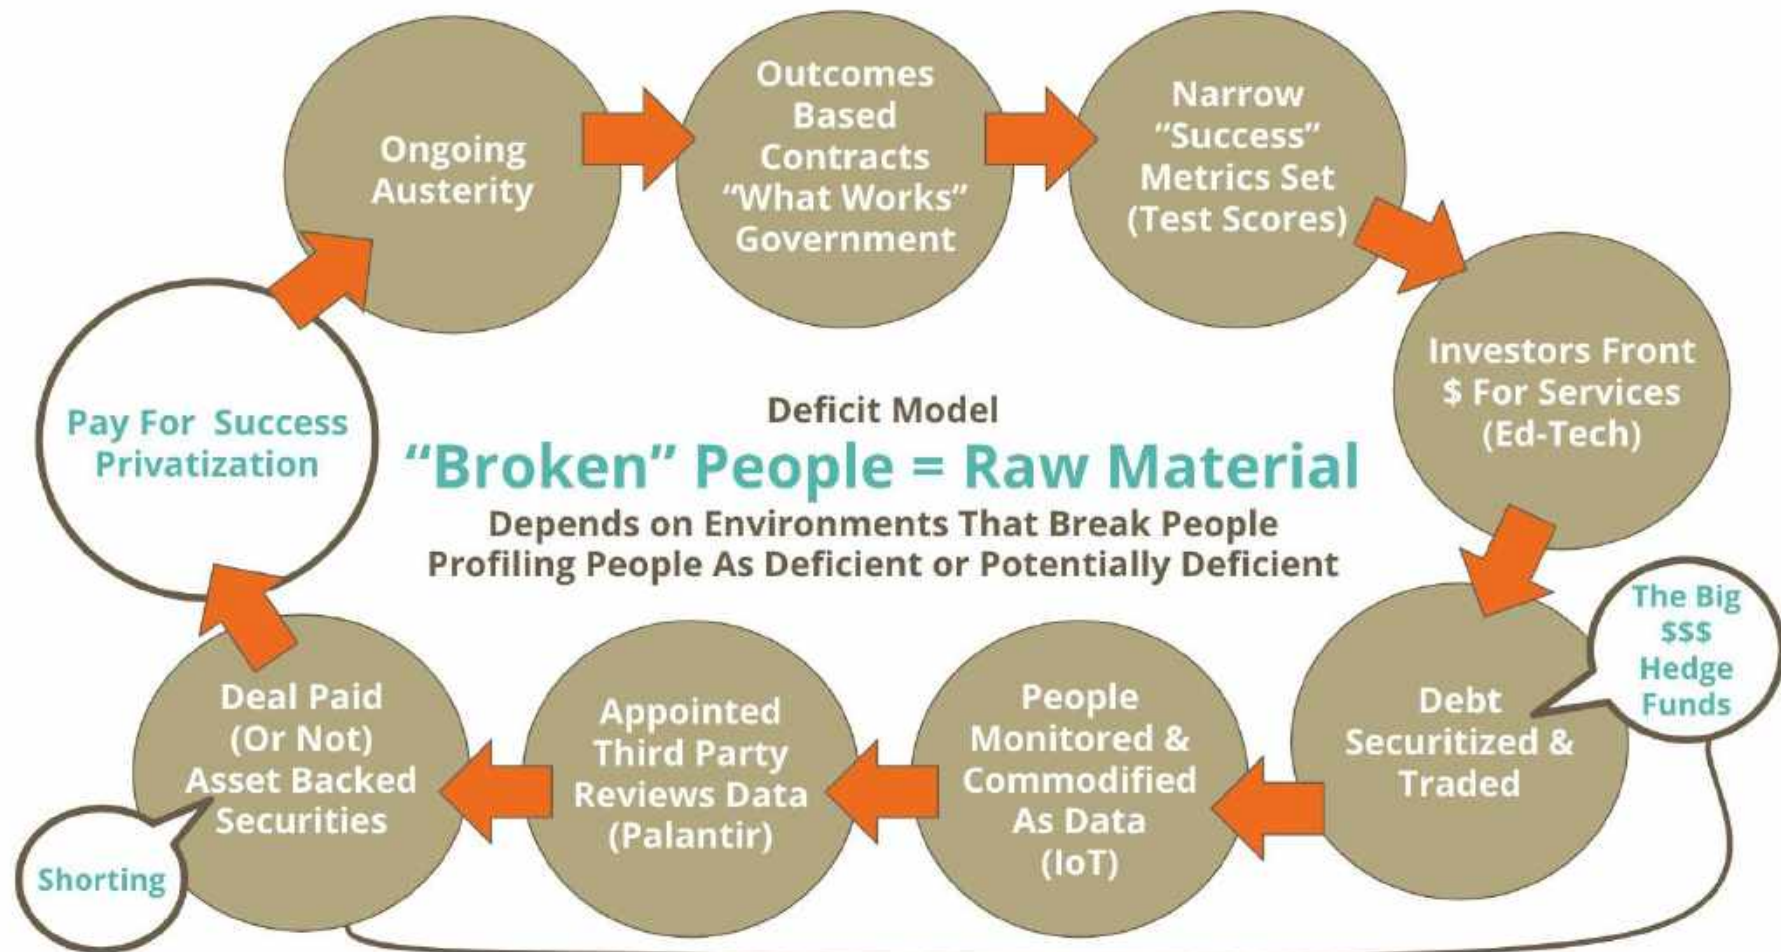 Ongoing
Austerity
Outcomes
Based
Contracts
“What Works”
Government
Narrow
“Success”
Metrics Set
(Test Scores)
Investors Front
$ For Services
(Ed-Tech)
The Big
$$$
Hedge
Funds
Debt
Securitized &
Traded
People
Monitored &
Commodified
As Data
(IoT)
Appointed
Third Party
Reviews Data
(Palantir)
Deal Paid
(Or Not)
Asset Backed
Securities
Shorting
Pay For Success
Privatization
Deficit Model
“Broken” People = Raw Material
Depends on Environments That Break People
Profiling People As Deficient or Potentially Deficient